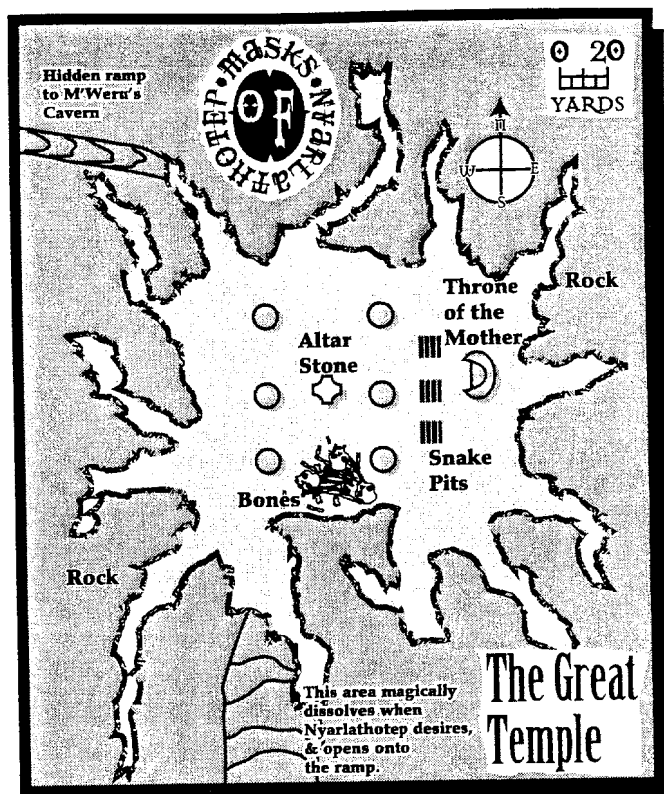 Hidden ramp
to M'Weru's
Cavern
MASKS OF NYARLATHOTEP
0 20
YARDS
N
W E
S
Throne
of the
Mother
Rock
Altar
Stone
Snake
Pits
Bones
Rock
This area magically
dissolves when
Nyarlathotep desires,
& opens onto
the ramp.
The Great
Temple